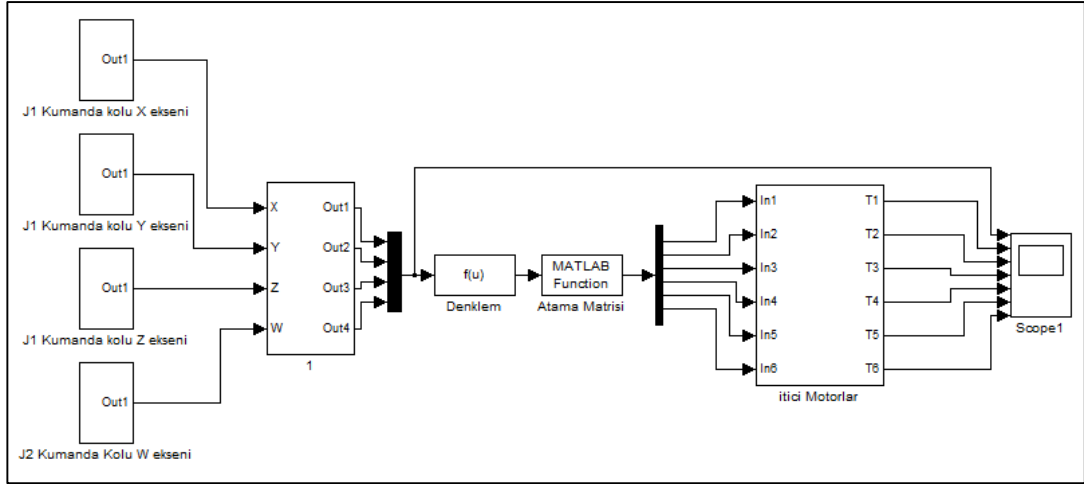 Out1
J1 Kumanda kolu X ekseni
Out1
J1 Kumanda kolu Y ekseni
Out1
J1 Kumanda kolu Z ekseni
Out1
J2 Kumanda Kolu W ekseni
X
Y
Z
W
Out1
Out2
Out3
Out4
1
f(u)
Denklem
MATLAB
Function
Atama Matrisi
In1
In2
In3
In4
In5
In6
T1
T2
T3
T4
T5
T6
itici Motorlar
Scope1